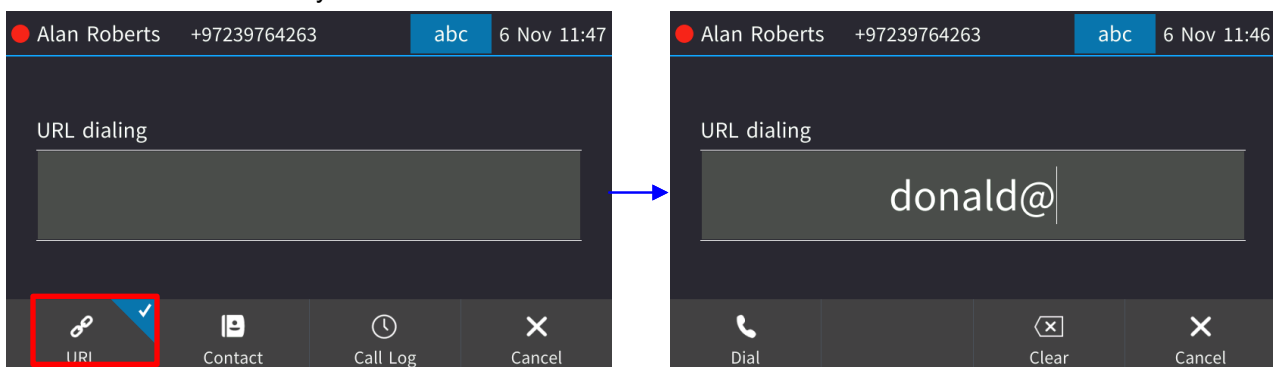 Alan Roberts +97239764263 abc 6 Nov 11:47
URL dialing
URL Contact Call Log Cancel
Alan Roberts +97239764263 abc 6 Nov 11:46
URL dialing
donald@
Dial Clear Cancel